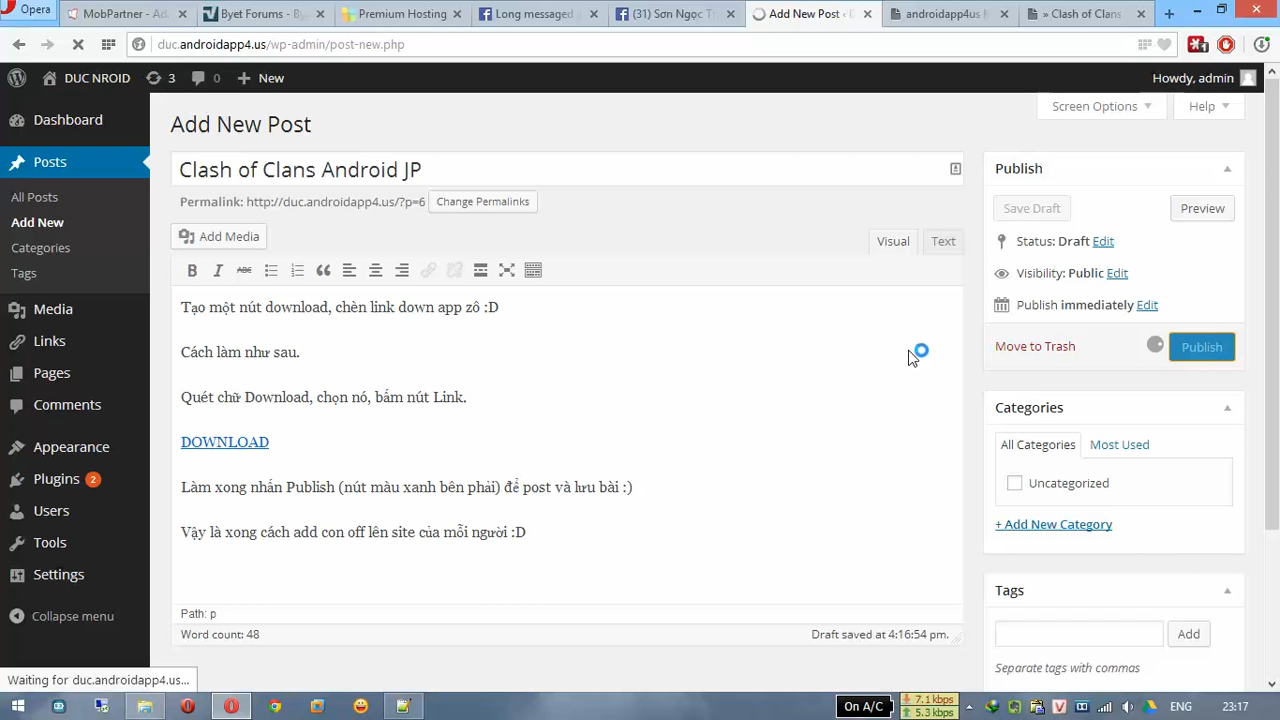 Opera
MobPartner - Ad
Byet Forums - By
Premium Hosting
Long messaged
(31) Sơn Ngọc T
Add New Post ‹
androidapp4us
» Clash of Clans
duc.androidapp4.us/wp-admin/post-new.php
DUC NROID
3
0
New
Howdy, admin
Screen Options
Help
Dashboard
Posts
All Posts
Add New
Categories
Tags
Media
Links
Pages
Comments
Appearance
Plugins 2
Users
Tools
Settings
Collapse menu
Add New Post
Clash of Clans Android JP
Permalink: http://duc.androidapp4.us/?p=6
Change Permalinks
Add Media
Visual
Text
B
I
ABC
Tạo một nút download, chèn link down app zô :D
Cách làm như sau.
Quét chữ Download, chọn nó, bấm nút Link.
DOWNLOAD
Làm xong nhấn Publish (nút màu xanh bên phải) để post và lưu bài :)
Vậy là xong cách add con off lên site của mỗi người :D
Path: p
Word count: 48
Draft saved at 4:16:54 pm.
Publish
Save Draft
Preview
Status: Draft Edit
Visibility: Public Edit
Publish immediately Edit
Move to Trash
Publish
Categories
All Categories
Most Used
Uncategorized
+ Add New Category
Tags
Add
Separate tags with commas
Waiting for duc.androidapp4.us...
On A/C
7.1 kbps
5.3 kbps
ENG
23:17